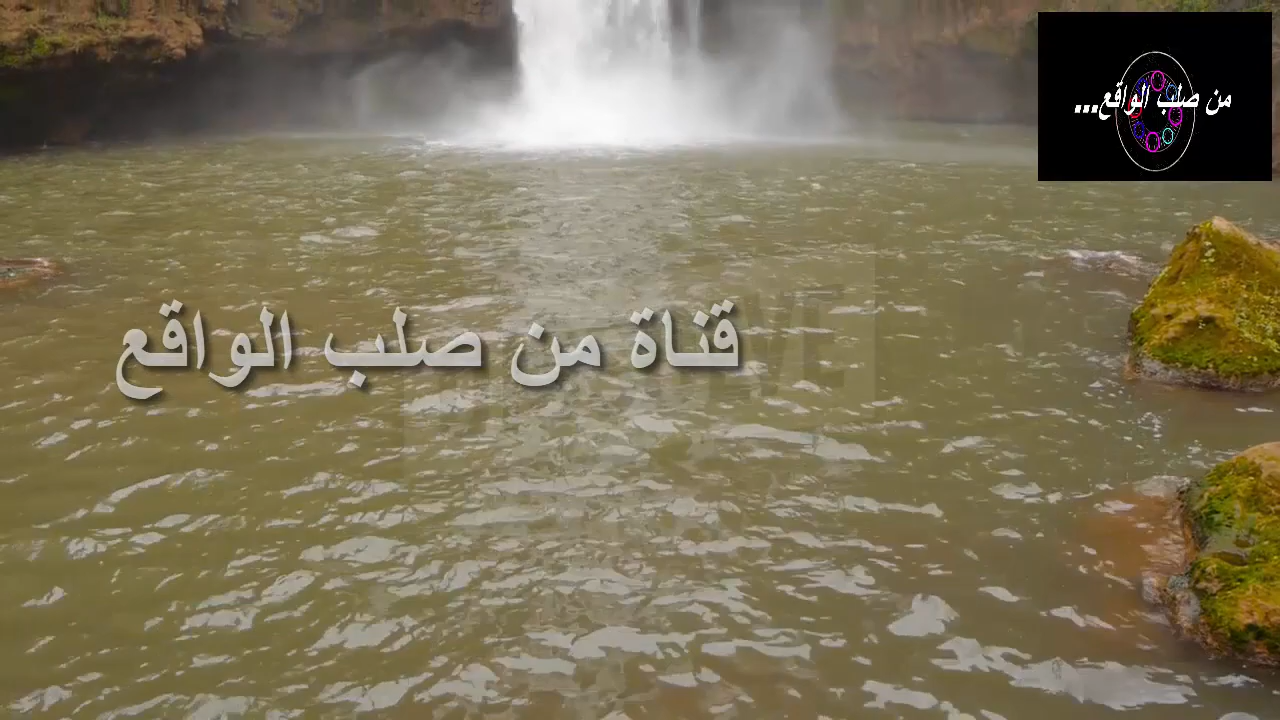 من صلب الواقع...
قناة من صلب الواقع